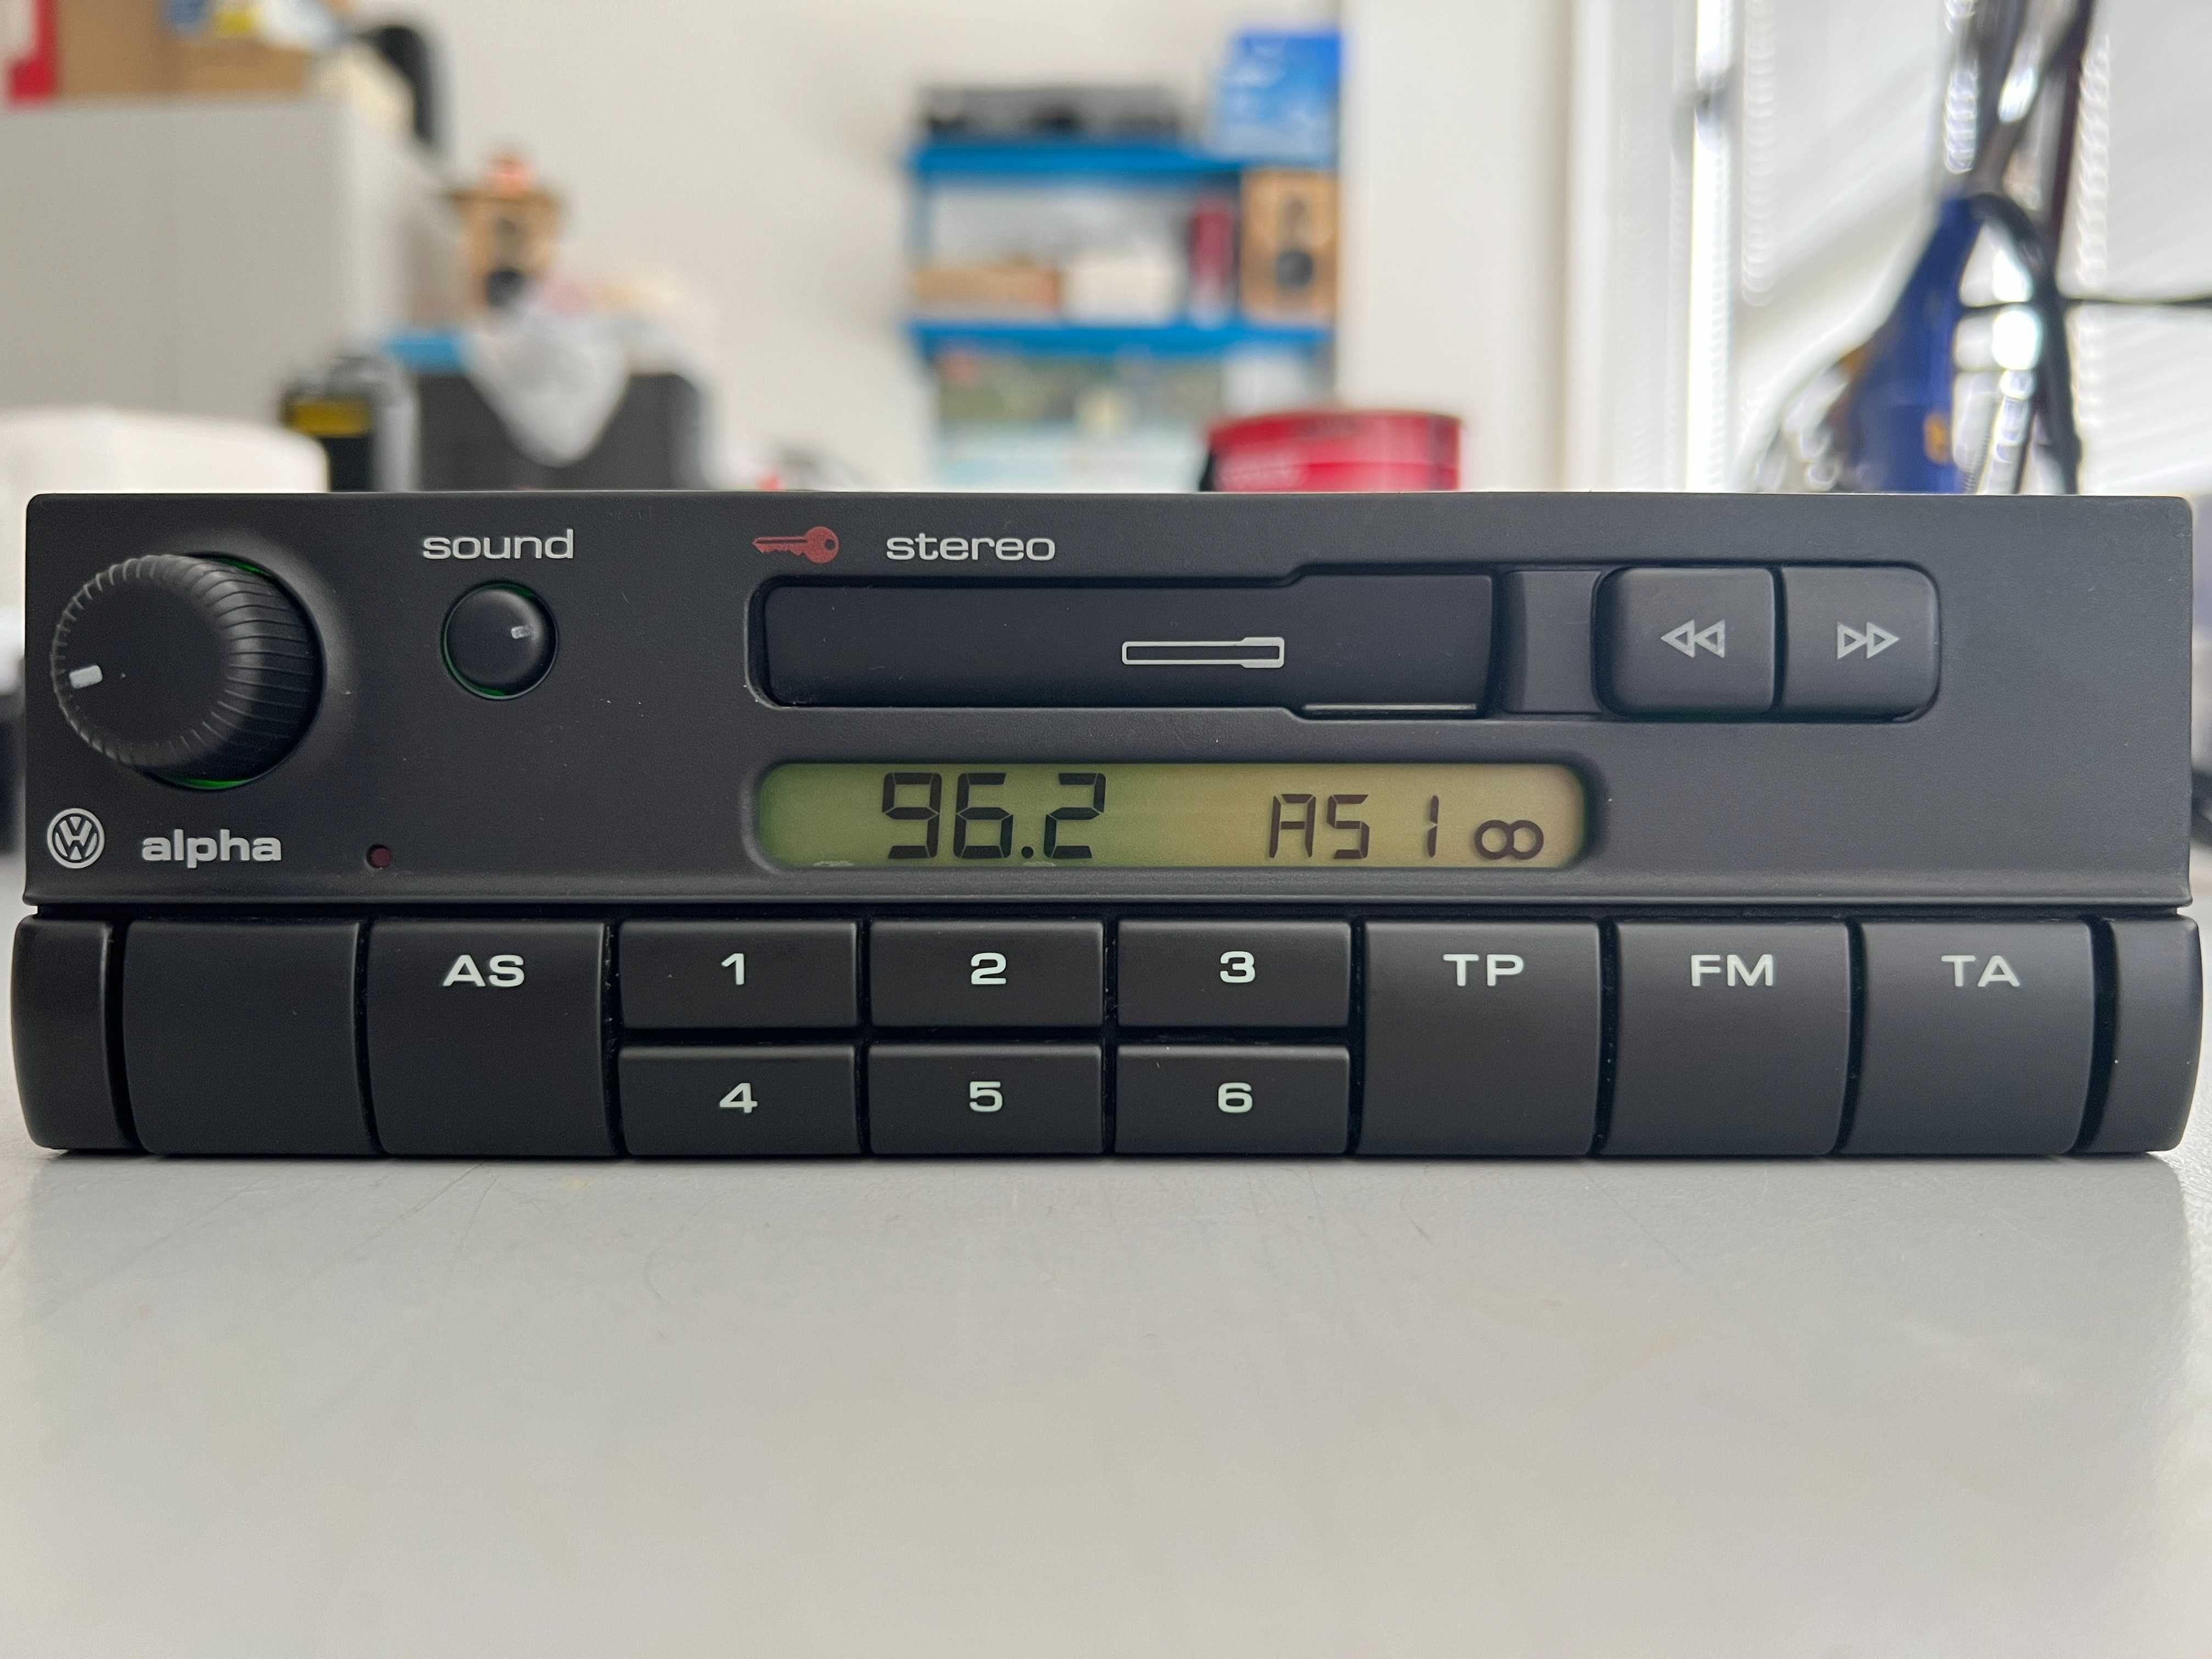 sound
stereo
96.2 AS 1 ∞
alpha
AS 1 2 3 TP FM TA
4 5 6